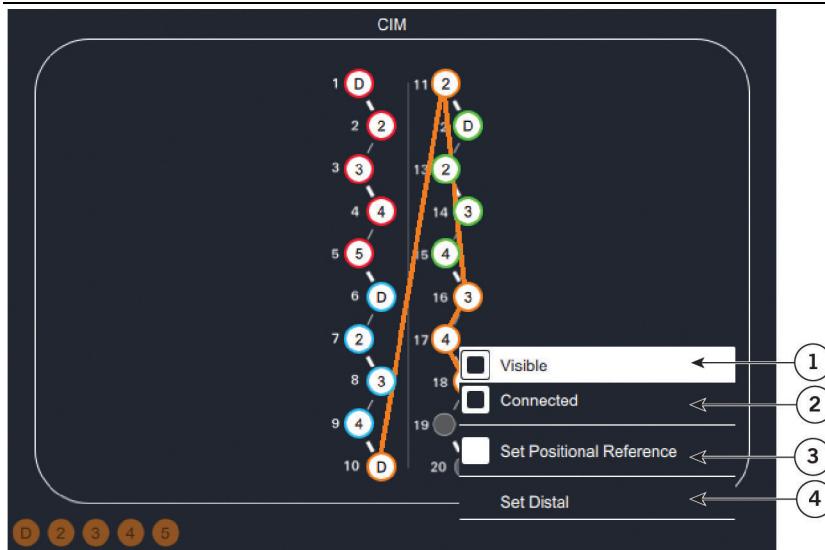 CIM
1 D 11 2
2 2 2 D
3 3 13 2
4 4 14 3
5 5 15 4
6 D 16 3
7 2 17 4
8 3 18
9 4 19
10 D 20
Visible 1
Connected 2
Set Positional Reference 3
Set Distal 4
D 2 3 4 5